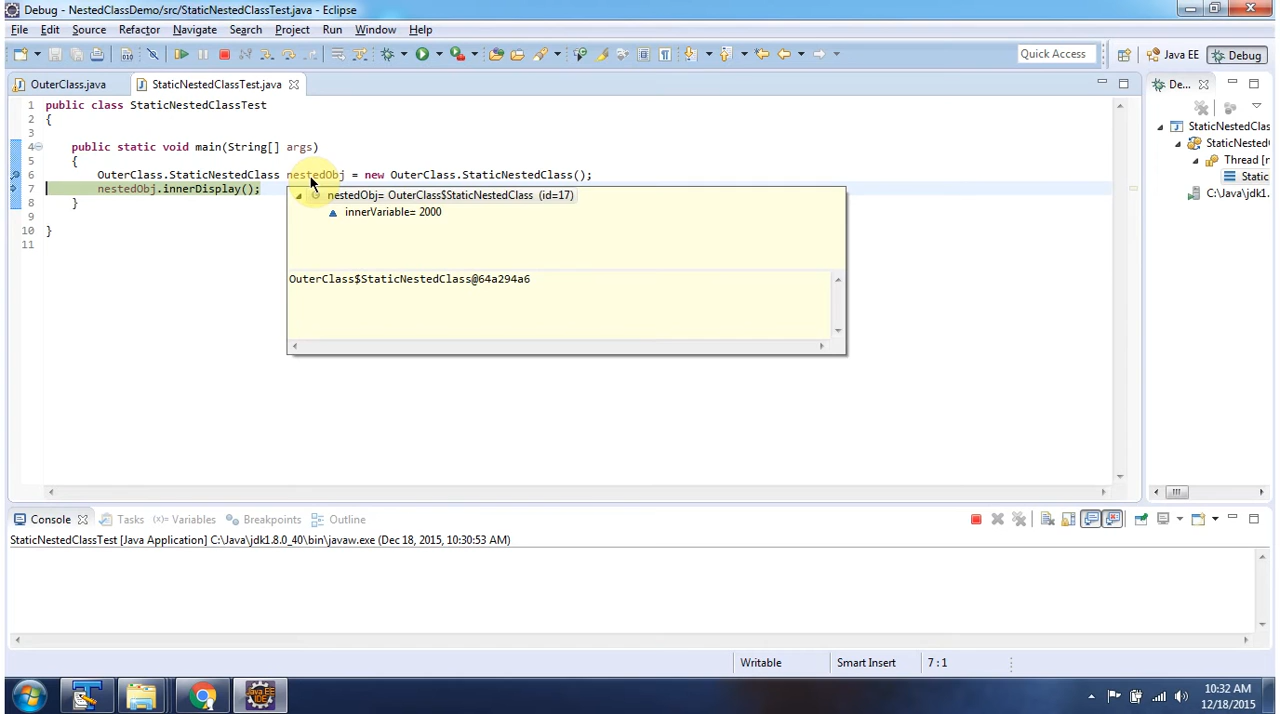 Debug - NestedClassDemo/src/StaticNestedClassTest.java - Eclipse
File Edit Source Refactor Navigate Search Project Run Window Help
Quick Access
Java EE
Debug
OuterClass.java
StaticNestedClassTest.java
De...
1 public class StaticNestedClassTest
2 {
3
4 public static void main(String[] args)
5 {
6 OuterClass.StaticNestedClass nestedObj = new OuterClass.StaticNestedClass();
7 nestedObj.innerDisplay();
8 }
9
10 }
11
nestedObj= OuterClass$StaticNestedClass (id=17)
innerVariable= 2000
OuterClass$StaticNestedClass@64a294a6
StaticNestedClas
StaticNested
Thread [n
Static
C:\Java\jdk1.
Console Tasks (x)= Variables Breakpoints Outline
StaticNestedClassTest [Java Application] C:\Java\jdk1.8.0_40\bin\javaw.exe (Dec 18, 2015, 10:30:53 AM)
Writable
Smart Insert
7 : 1
Java EE
IDE
10:32 AM
12/18/2015